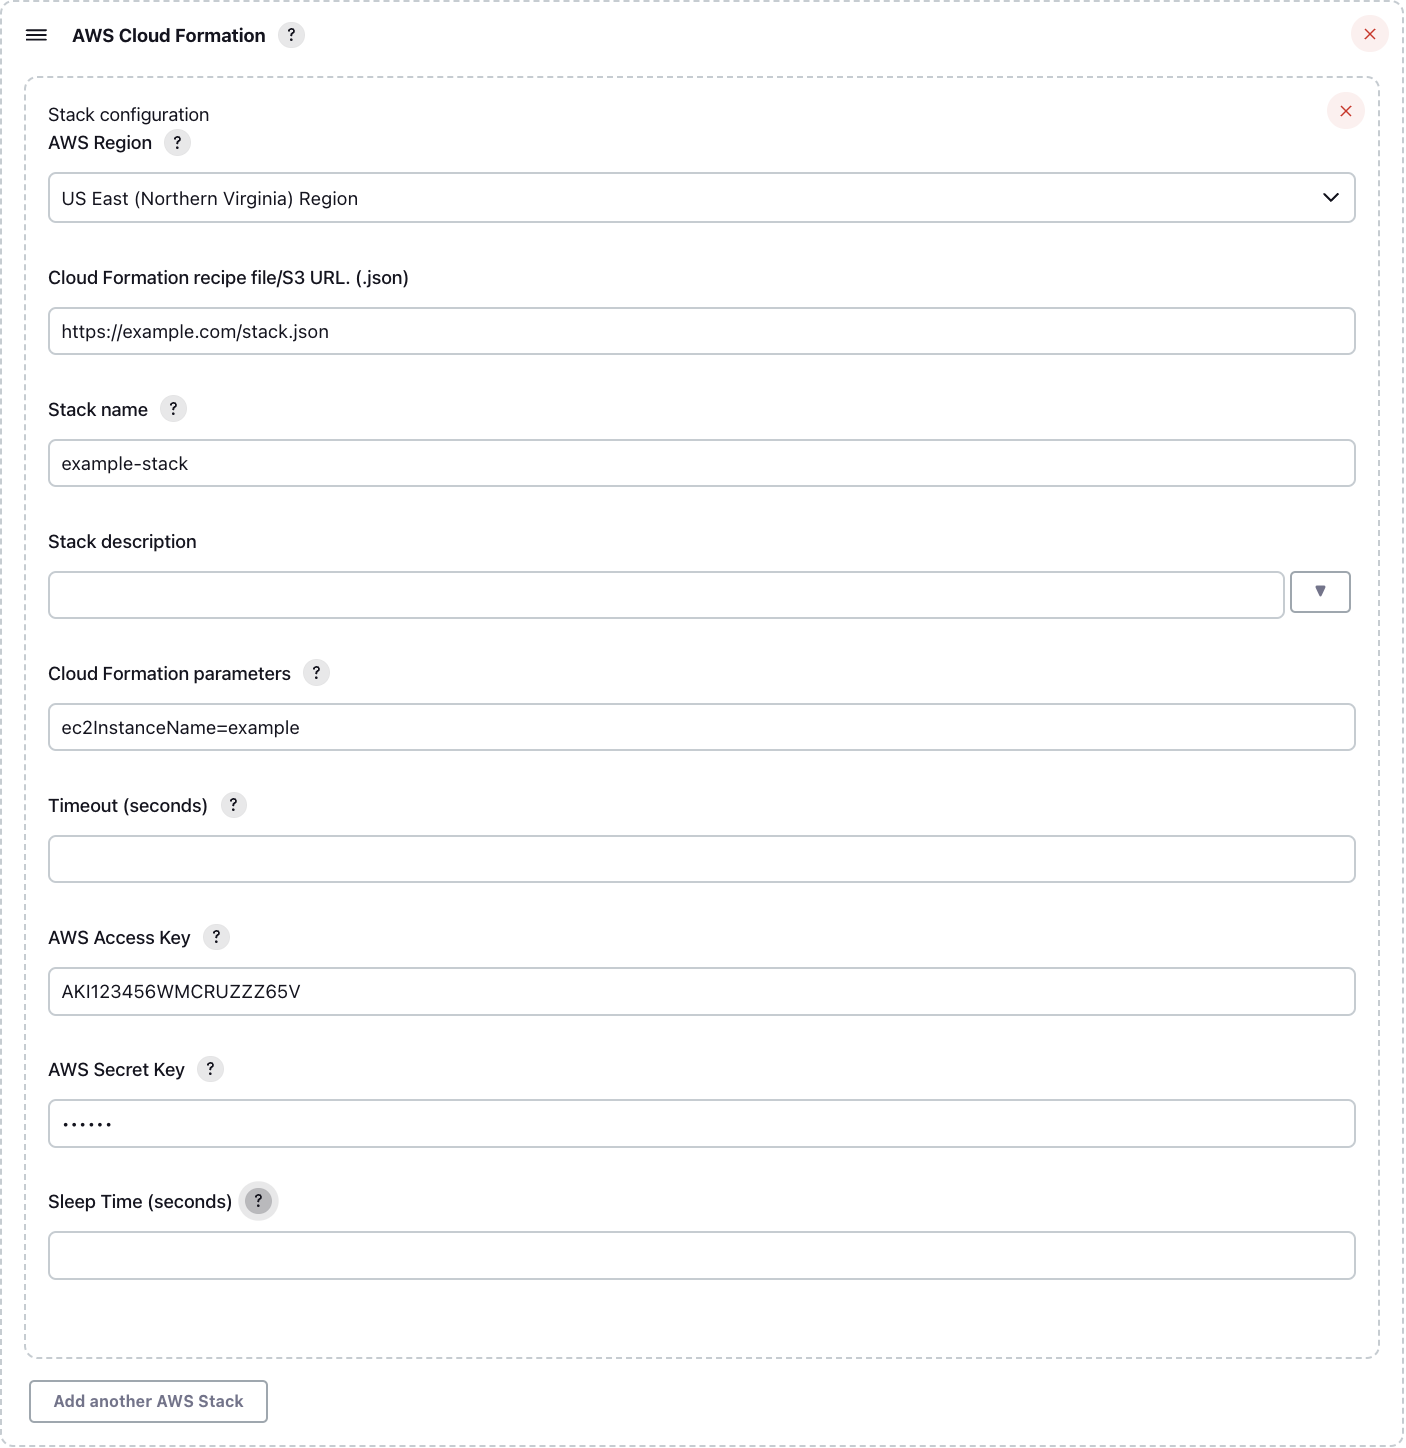 AWS Cloud Formation ?
Stack configuration
AWS Region ?
US East (Northern Virginia) Region
Cloud Formation recipe file/S3 URL. (.json)
https://example.com/stack.json
Stack name ?
example-stack
Stack description
Cloud Formation parameters ?
ec2InstanceName=example
Timeout (seconds) ?
AWS Access Key ?
AKI123456WMCRUZZZ65V
AWS Secret Key ?
••••••
Sleep Time (seconds) ?
Add another AWS Stack